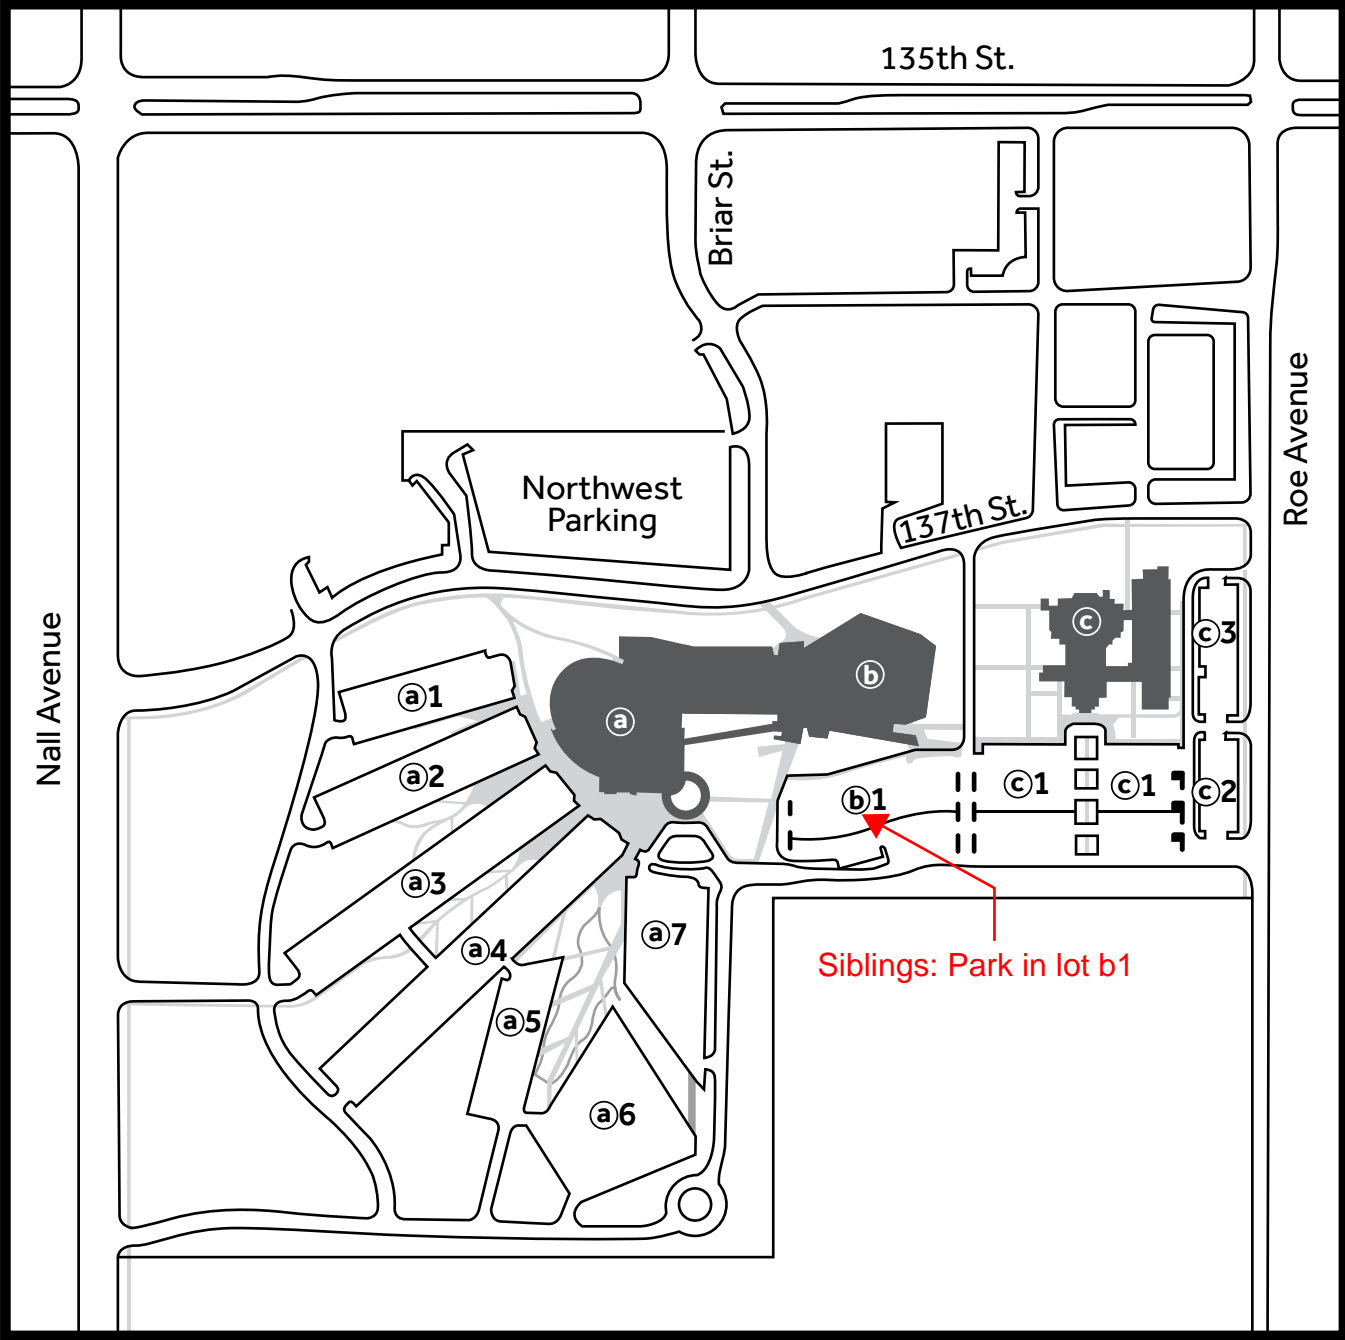 135th St.
Briar St.
Roe Avenue
Northwest
Parking
137th St.
Nall Avenue
c
c3
b
a1
a
a2
b1
c1
c1
c2
a3
a4
a7
Siblings: Park in lot b1
a5
a6